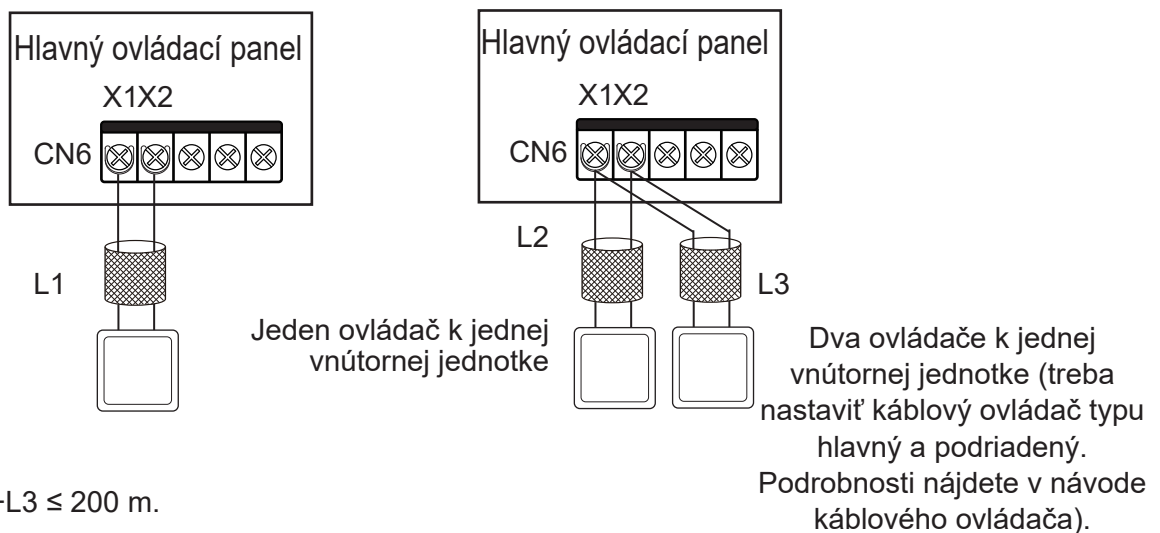 Hlavný ovládací panel
X1X2
CN6
L1
Jeden ovládač k jednej
vnútornej jednotke
Hlavný ovládací panel
X1X2
CN6
L2
L3
Dva ovládače k jednej
vnútornej jednotke (treba
nastaviť káblový ovládač typu
hlavný a podriadený.
Podrobnosti nájdete v návode
káblového ovládača).
L3 ≤ 200 m.